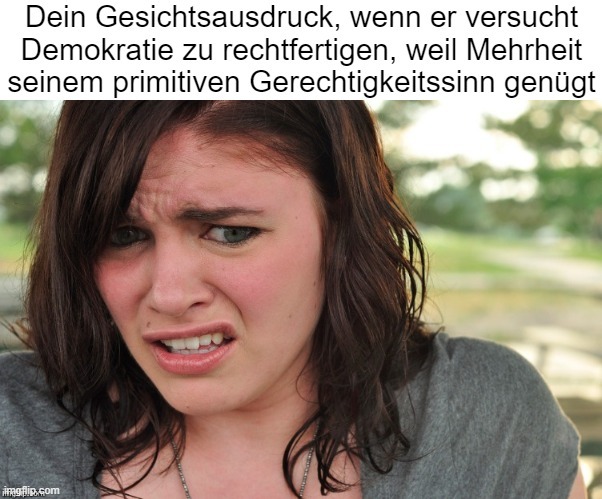 Dein Gesichtsausdruck, wenn er versucht
Demokratie zu rechtfertigen, weil Mehrheit
seinem primitiven Gerechtigkeitssinn genügt
imgflip.com